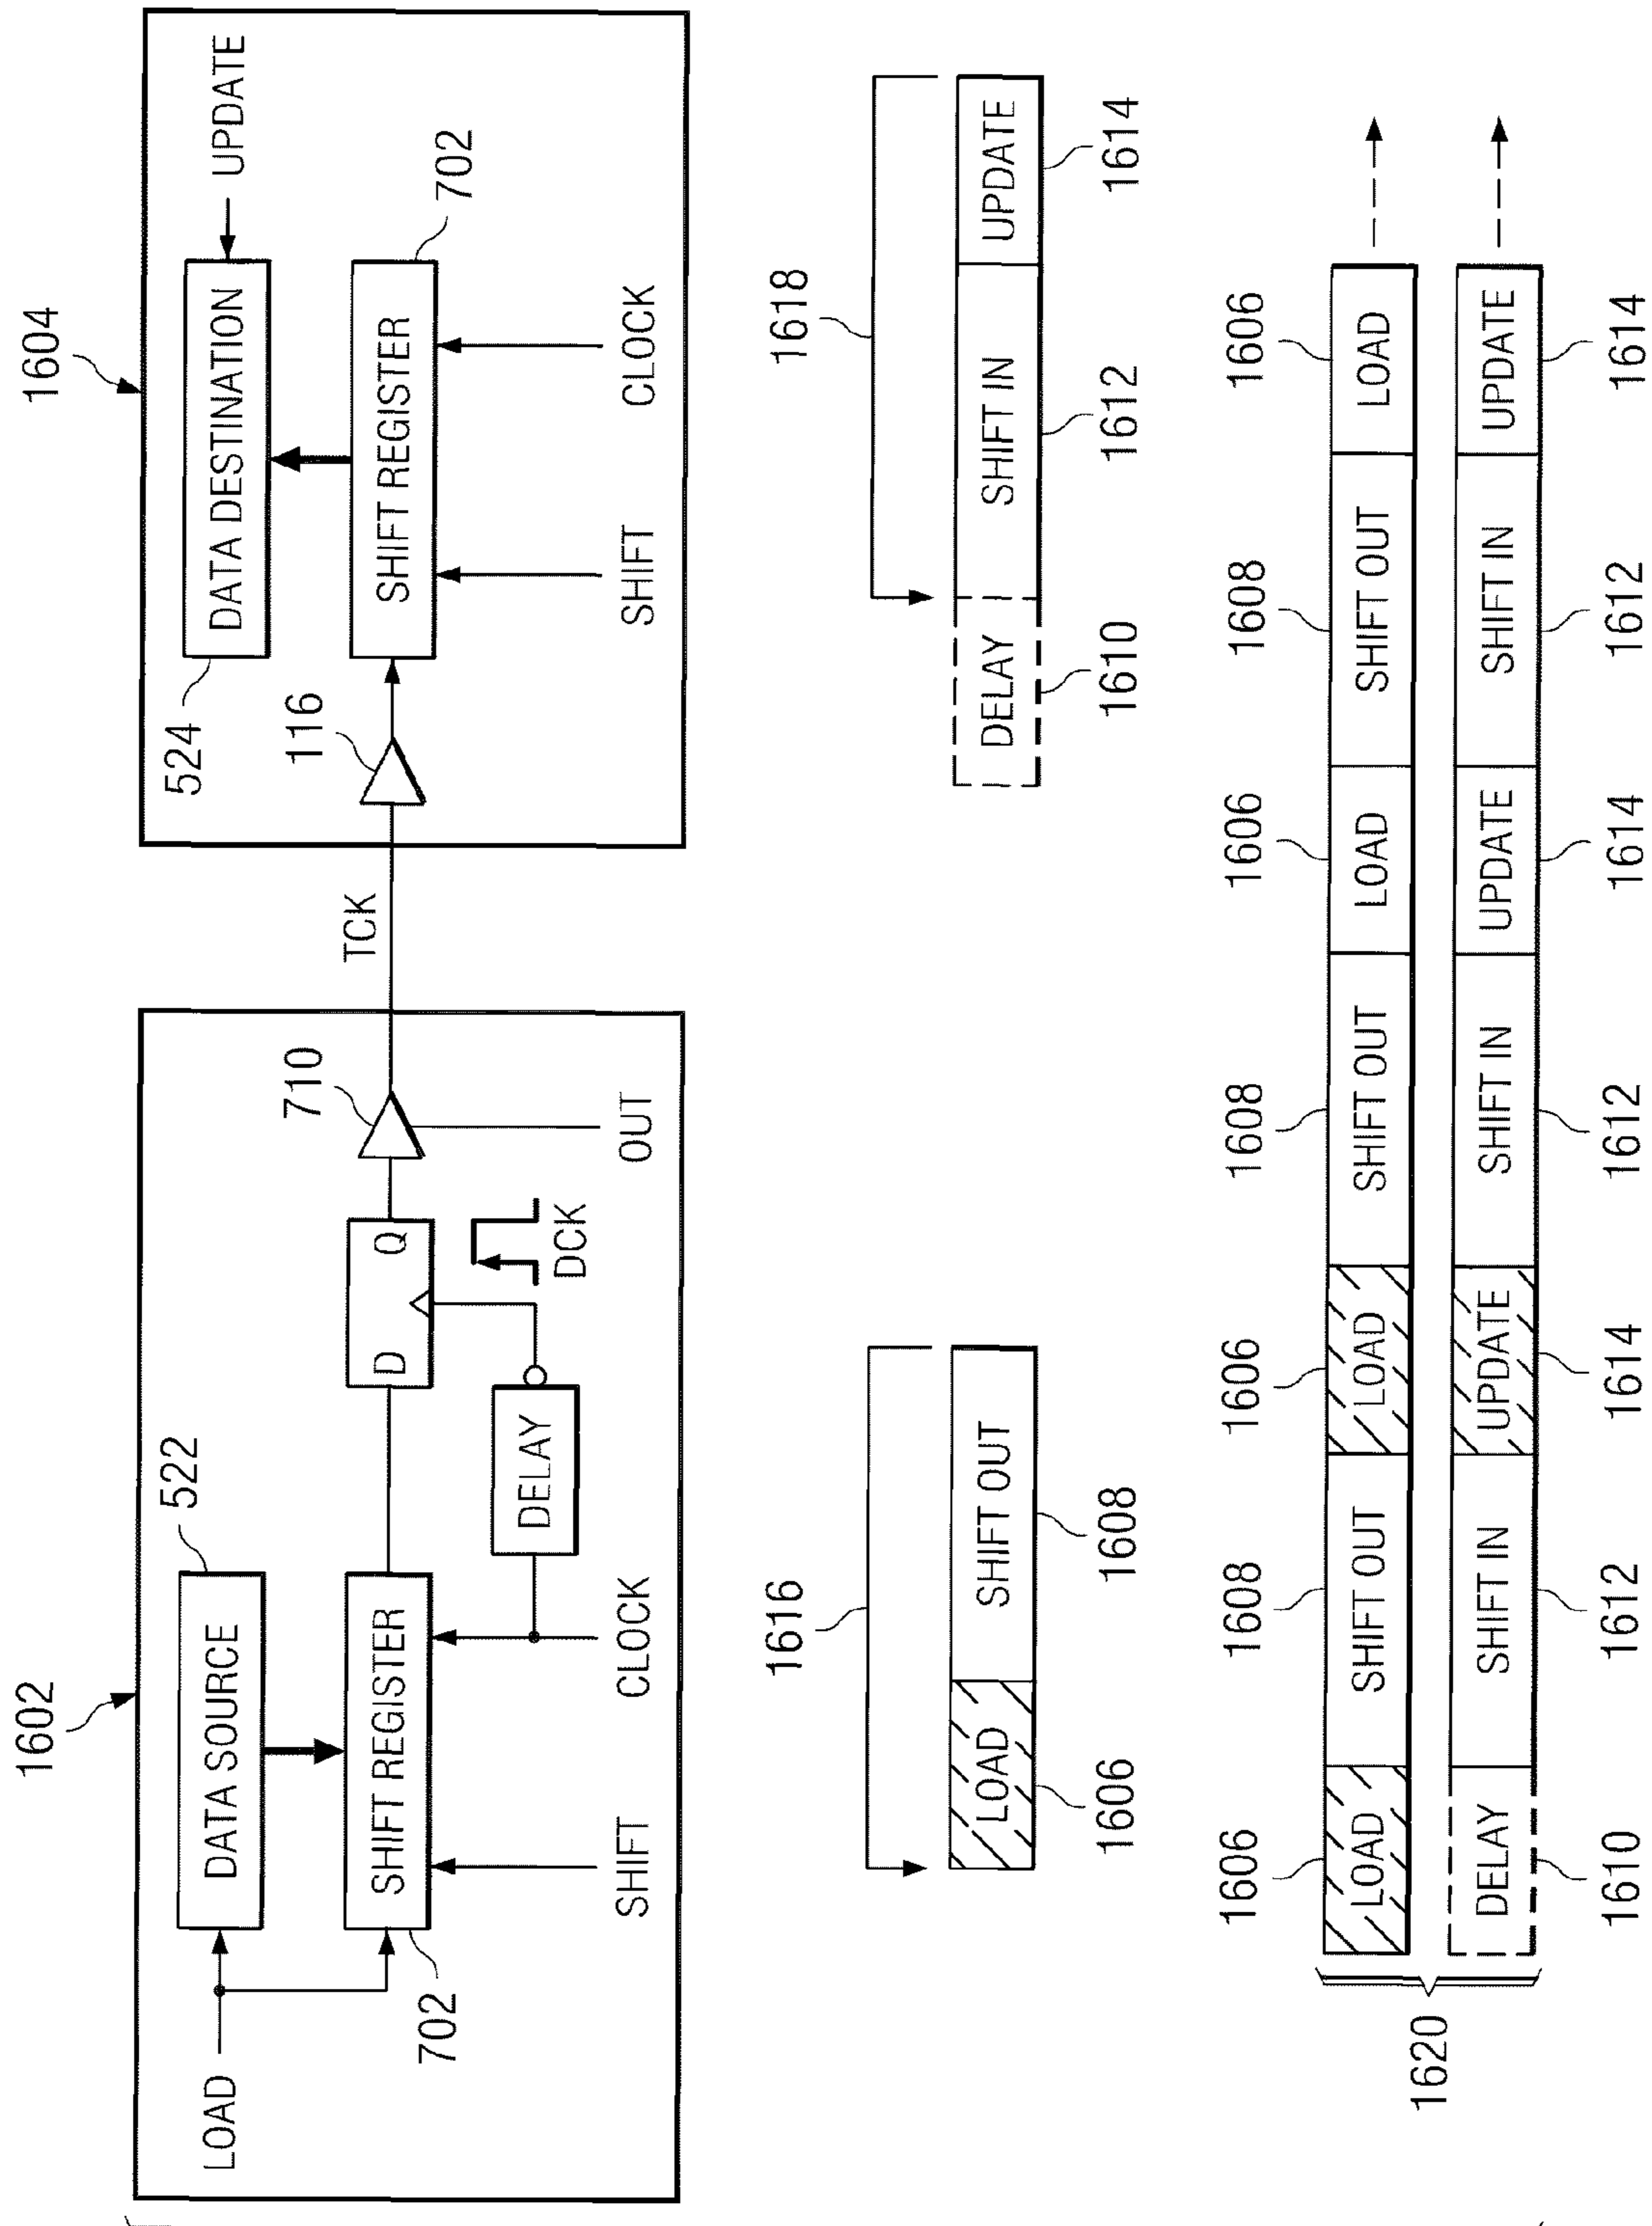 1602
1604
LOAD
DATA SOURCE
522
SHIFT REGISTER
702
SHIFT
CLOCK
DELAY
D Q
DCK
710
OUT
TCK
116
524
DATA DESTINATION
UPDATE
SHIFT REGISTER
702
SHIFT
CLOCK
1616
LOAD SHIFT OUT
1606 1608
1618
DELAY SHIFT IN UPDATE
1610 1612 1614
1606 1608 1606 1608 1606 1608 1606
LOAD SHIFT OUT LOAD SHIFT OUT LOAD SHIFT OUT LOAD
1620
DELAY SHIFT IN UPDATE SHIFT IN UPDATE SHIFT IN UPDATE
1610 1612 1614 1612 1614 1612 1614